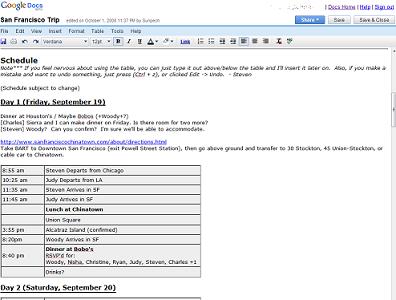 Google Docs
Docs Home | Help | Sign out
San Francisco Trip edited on October 1, 2008 11:37 PM by Sunpech
Share Save Save & Close
File Edit View Insert Format Table Tools Help
Verdana 12pt B I U A Link
Schedule
Note*** If you feel nervous about using the table, you can just type it out above/below the table and I'll insert it later on. Also, if you make a
mistake and want to undo something, just press (Ctrl + z), or clicked Edit -> Undo. - Steven
(Schedule subject to change)
Day 1 (Friday, September 19)
Dinner at Houston's / Maybe Bobos (+Woody+?)
[Charles] Sierra and I can make dinner on Friday. Is there room for two more?
[Steven] Woody? Can you confirm? I'm sure we'll be able to accommodate.
http://www.sanfranciscochinatown.com/about/directions.html
Take BART to Downtown San Francisco (exit Powell Street Station), then go above ground and transfer to 30 Stockton, 45 Union-Stockton, or
cable car to Chinatown.
8:55 am Steven Departs from Chicago
10:25 am Judy Departs from LA
11:35 am Steven Arrives in SF
11:45 am Judy Arrives in SF
Lunch at Chinatown
Union Square
3:55 pm Alcatraz Island (confirmed)
8:20pm Woody Arrives in SF
8:40 pm Dinner at Bobo's
RSVP'd for:
Woody, Nisha, Christine, Ryan, Judy, Steven, Charles +1
Drinks?
Day 2 (Saturday, September 20)